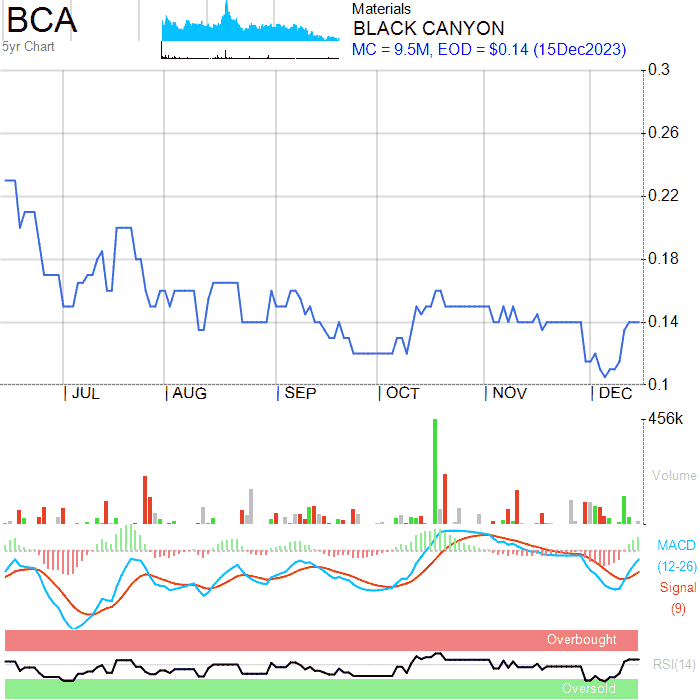 BCA
5yr Chart
Materials
BLACK CANYON
MC = 9.5M, EOD = $0.14 (15Dec2023)
0.3
0.26
0.22
0.18
0.14
0.1
JUL AUG SEP OCT NOV DEC
456k
Volume
MACD
(12-26)
Signal
(9)
Overbought
RSI(14)
Oversold